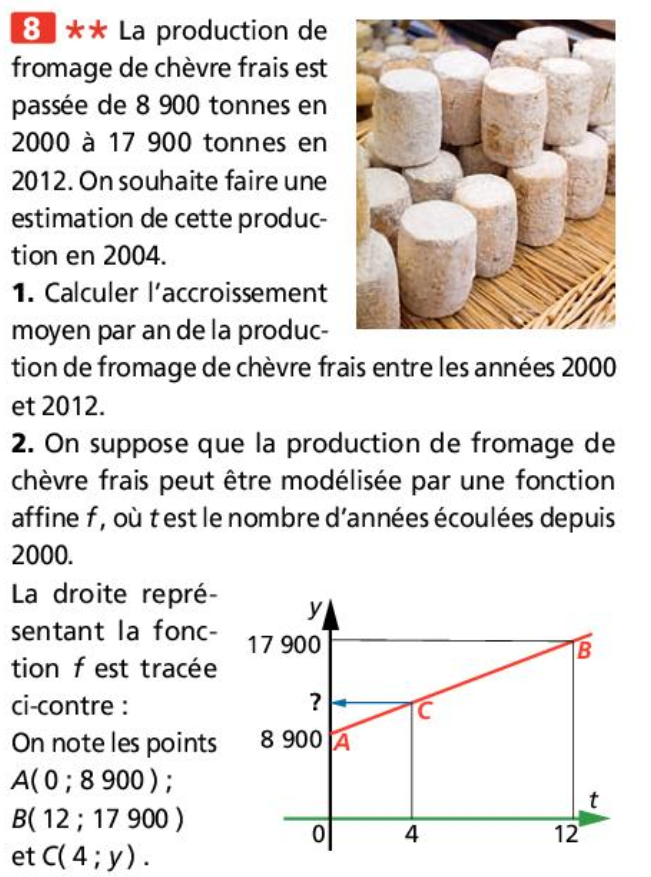 8 ** La production de
fromage de chèvre frais est
passée de 8 900 tonnes en
2000 à 17 900 tonnes en
2012. On souhaite faire une
estimation de cette produc-
tion en 2004.
1. Calculer l'accroissement
moyen par an de la produc-
tion de fromage de chèvre frais entre les années 2000
et 2012.
2. On suppose que la production de fromage de
chèvre frais peut être modélisée par une fonction
affine f, où t est le nombre d'années écoulées depuis
2000.
La droite repré-
sentant la fonc-
tion f est tracée
ci-contre :
On note les points
A( 0 ; 8 900 ) ;
B( 12 ; 17 900 )
et C( 4 ; y ) .
y
17 900
B
?
C
8 900
A
t
0
4
12